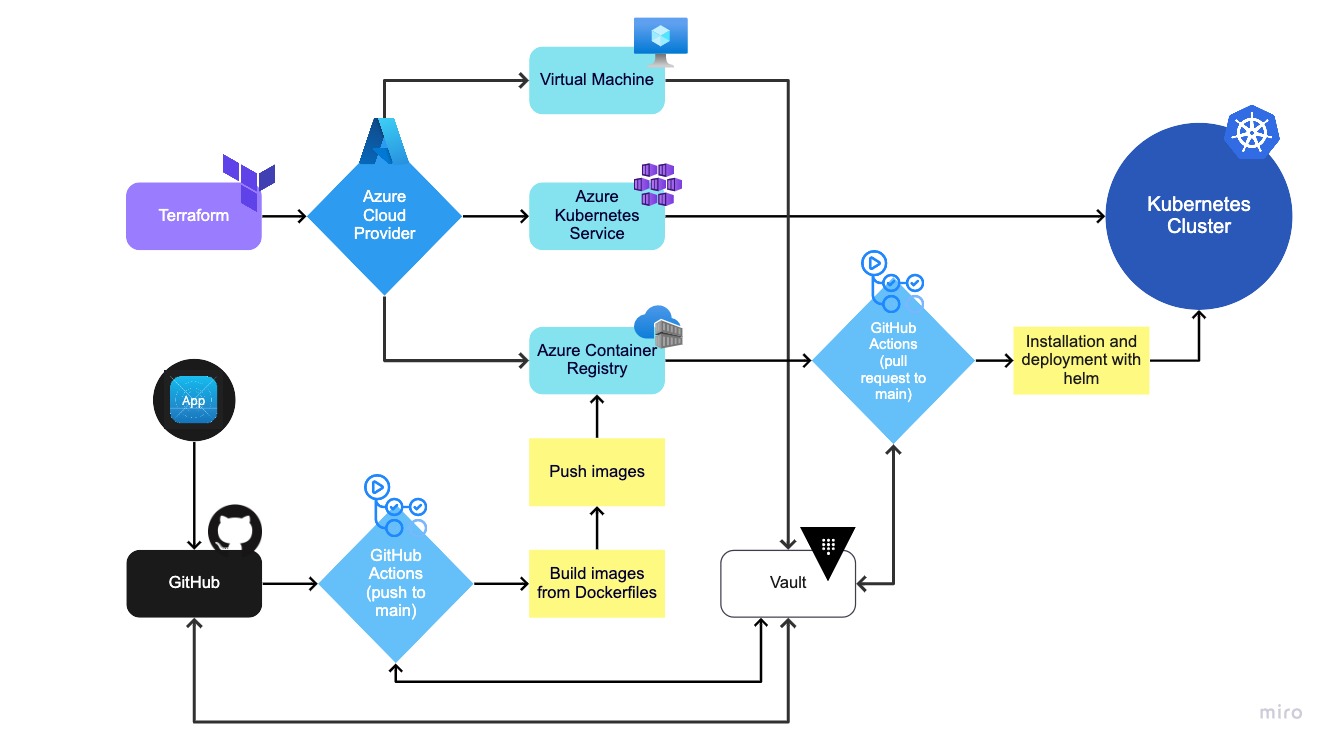 Virtual Machine
Terraform
Azure
Cloud
Provider
Azure
Kubernetes
Service
Kubernetes
Cluster
Azure Container
Registry
GitHub
Actions
(pull
request to
main)
Installation and
deployment with
helm
App
Push images
GitHub
GitHub
Actions
(push to
main)
Build images
from Dockerfiles
Vault
miro